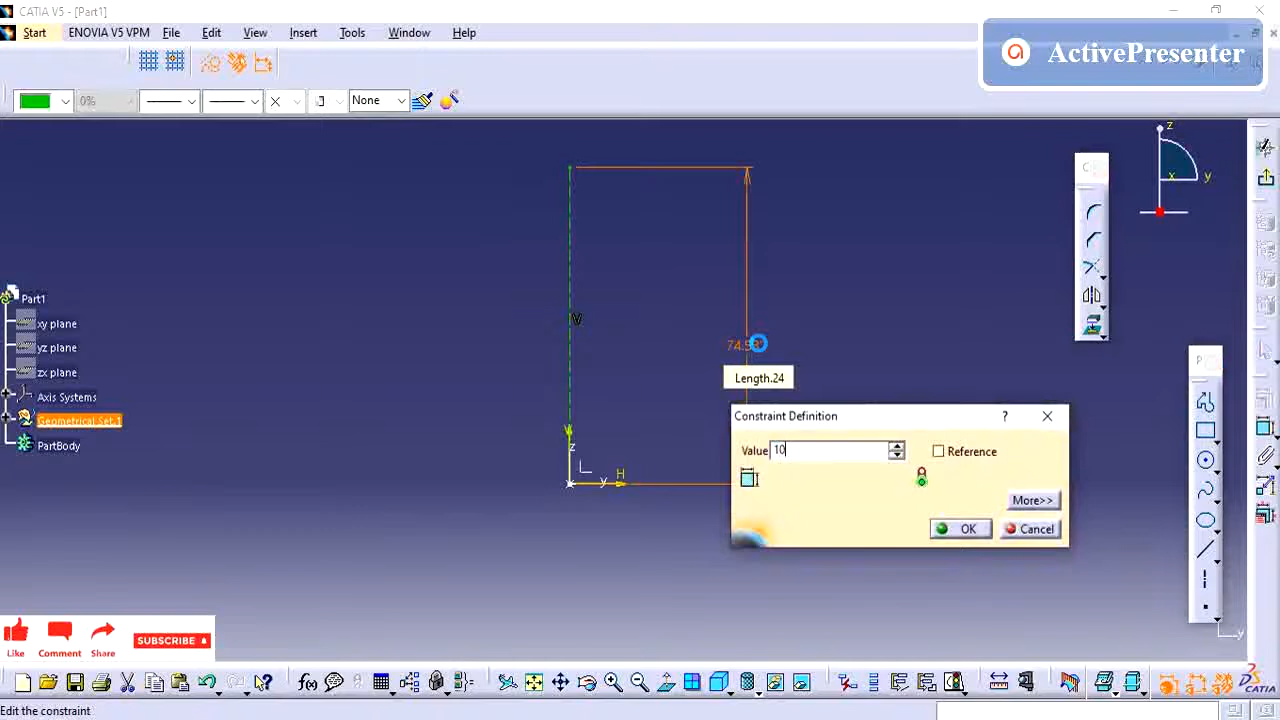 CATIA V5 - [Part1]
Start ENOVIA V5 VPM File Edit View Insert Tools Window Help
ActivePresenter
0% None
z
x y
V
Part1
xy plane
yz plane
zx plane
Axis Systems
Geometrical Set.1
PartBody
Length.24
Constraint Definition ? ×
Value 10 Reference
More>>
OK Cancel
z
y H
Like Comment Share SUBSCRIBE
y
f(x)
CATIA
Edit the constraint